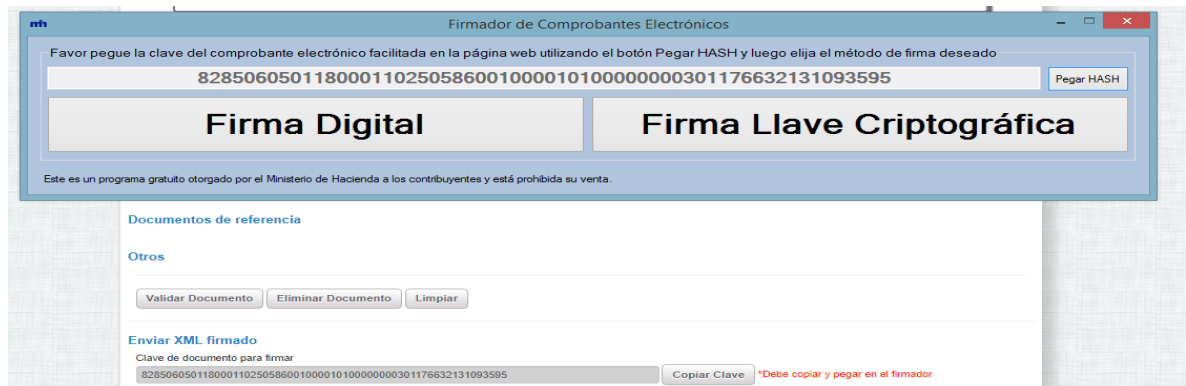 mh
Firmador de Comprobantes Electrónicos
Favor pegue la clave del comprobante electrónico facilitada en la página web utilizando el botón Pegar HASH y luego elija el método de firma deseado
82850605011800011025058600100001010000000030117663213109​3595
Pegar HASH
Firma Digital
Firma Llave Criptográfica
Este es un programa gratuito otorgado por el Ministerio de Hacienda a los contribuyentes y está prohibida su venta.
Documentos de referencia
Otros
Validar Documento
Eliminar Documento
Limpiar
Enviar XML firmado
Clave de documento para firmar
828506050118000110250586001000010100000000301176632131093595
Copiar Clave
*Debe copiar y pegar en el firmador